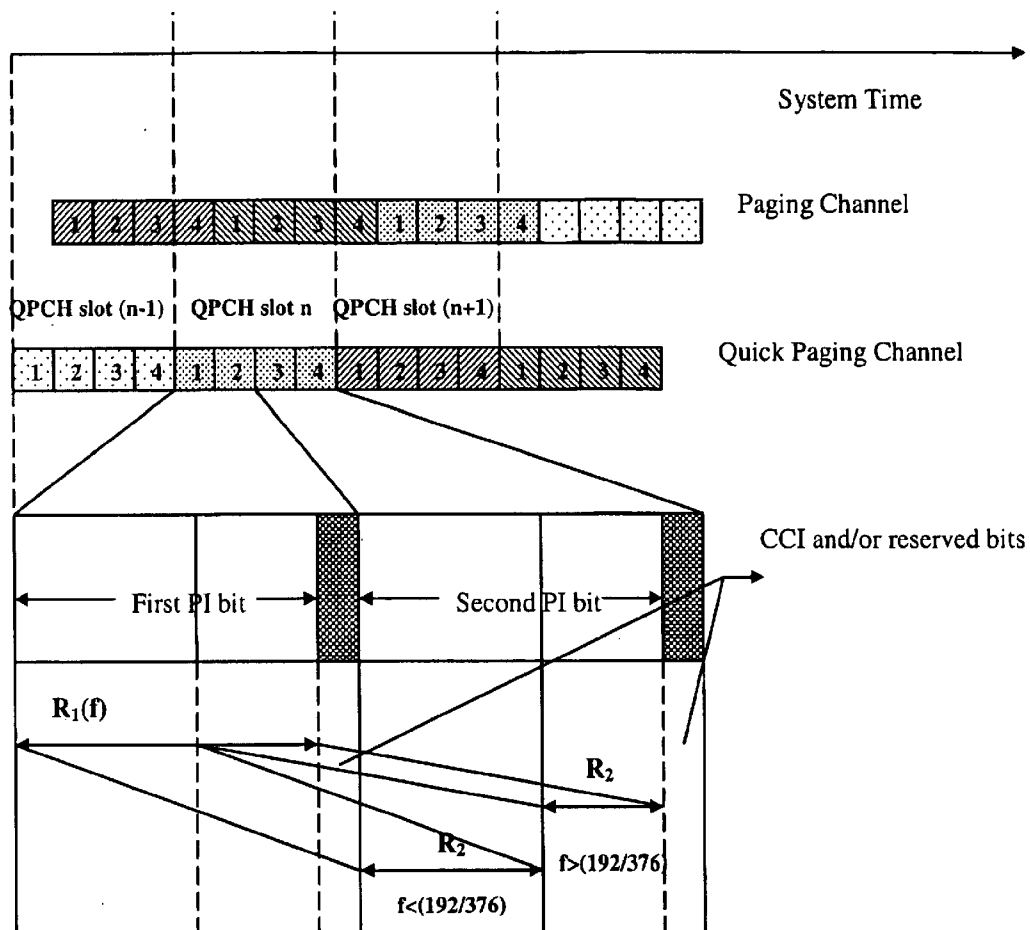 System Time
Paging Channel
1 2 3 4 1 2 3 4 1 2 3 4
QPCH slot (n-1) QPCH slot n QPCH slot (n+1)
Quick Paging Channel
1 2 3 4 1 2 3 4 1 2 3 4 1 2 3 4
CCI and/or reserved bits
First PI bit Second PI bit
R₁(f)
R₂
R₂
f>(192/376)
f<(192/376)